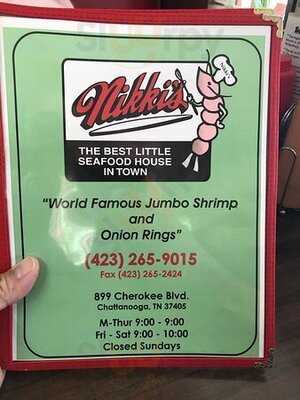 sluurpy
Nikki's
THE BEST LITTLE
SEAFOOD HOUSE
IN TOWN
"World Famous Jumbo Shrimp
and
Onion Rings"
(423) 265-9015
Fax (423) 265-2424
899 Cherokee Blvd.
Chattanooga, TN 37405
M-Thur 9:00 - 9:00
Fri - Sat 9:00 - 10:00
Closed Sundays